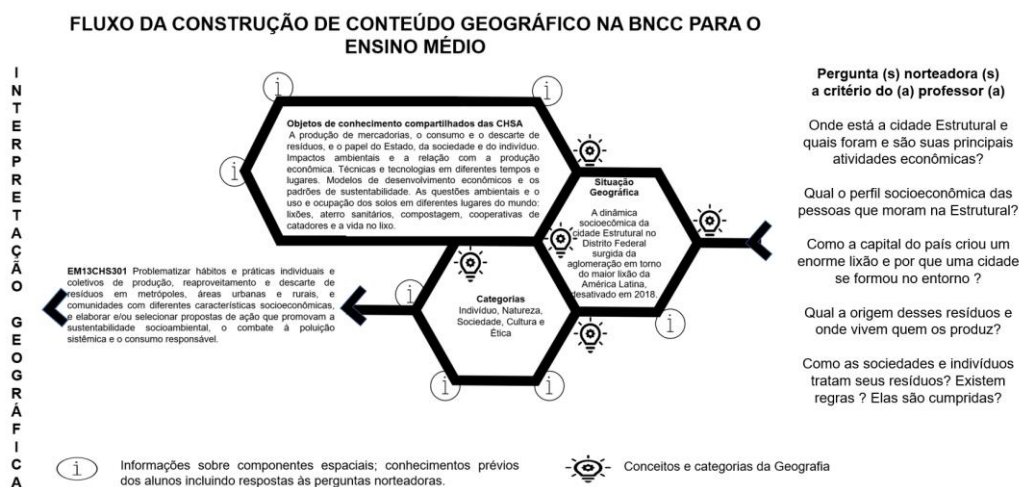 FLUXO DA CONSTRUÇÃO DE CONTEÚDO GEOGRÁFICO NA BNCC PARA O
ENSINO MÉDIO
INTERPRETAÇÃO GEOGRÁFICA
Objetos de conhecimento compartilhados das CHSA
A produção de mercadorias, o consumo e o descarte de
resíduos, e o papel do Estado, da sociedade e do indivíduo.
Impactos ambientais e a relação com a produção
econômica. Técnicas e tecnologias em diferentes tempos e
lugares. Modelos de desenvolvimento econômicos e os
padrões de sustentabilidade. As questões ambientais e o
uso e ocupação dos solos em diferentes lugares do mundo:
lixões, aterro sanitários, compostagem, cooperativas de
catadores e a vida no lixo.
Situação
Geográfica
A dinâmica
socioeconômica da
cidade Estrutural no
Distrito Federal
surgida da
aglomeração em torno
do maior lixão da
América Latina,
desativado em 2018.
Categorias
Indivíduo, Natureza,
Sociedade, Cultura e
Ética
EM13CHS301 Problematizar hábitos e práticas individuais e
coletivos de produção, reaproveitamento e descarte de
resíduos em metrópoles, áreas urbanas e rurais, e
comunidades com diferentes características socioeconômicas,
e elaborar e/ou selecionar propostas de ação que promovam a
sustentabilidade socioambiental, o combate à poluição
sistêmica e o consumo responsável.
Pergunta (s) norteadora (s)
a critério do (a) professor (a)
Onde está a cidade Estrutural e
quais foram e são suas principais
atividades econômicas?
Qual o perfil socioeconômica das
pessoas que moram na Estrutural?
Como a capital do país criou um
enorme lixão e por que uma cidade
se formou no entorno ?
Qual a origem desses resíduos e
onde vivem quem os produz?
Como as sociedades e indivíduos
tratam seus resíduos? Existem
regras ? Elas são cumpridas?
i
i
i
i
i
i
i
i Informações sobre componentes espaciais; conhecimentos prévios
dos alunos incluindo respostas às perguntas norteadoras.
Conceitos e categorias da Geografia